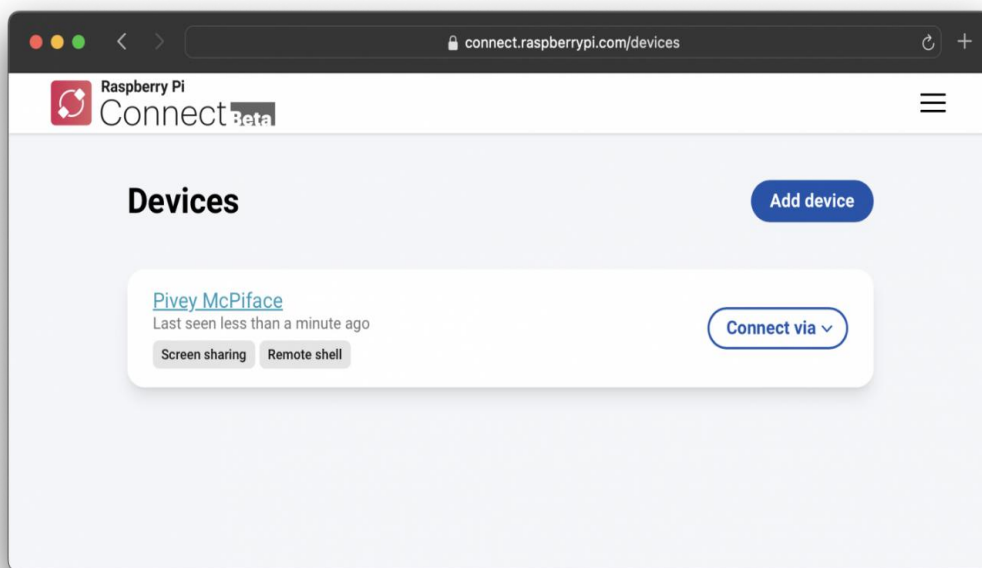 connect.raspberrypi.com/devices
Raspberry Pi
Connect Beta
Devices
Add device
Pivey McPiface
Last seen less than a minute ago
Screen sharing Remote shell
Connect via